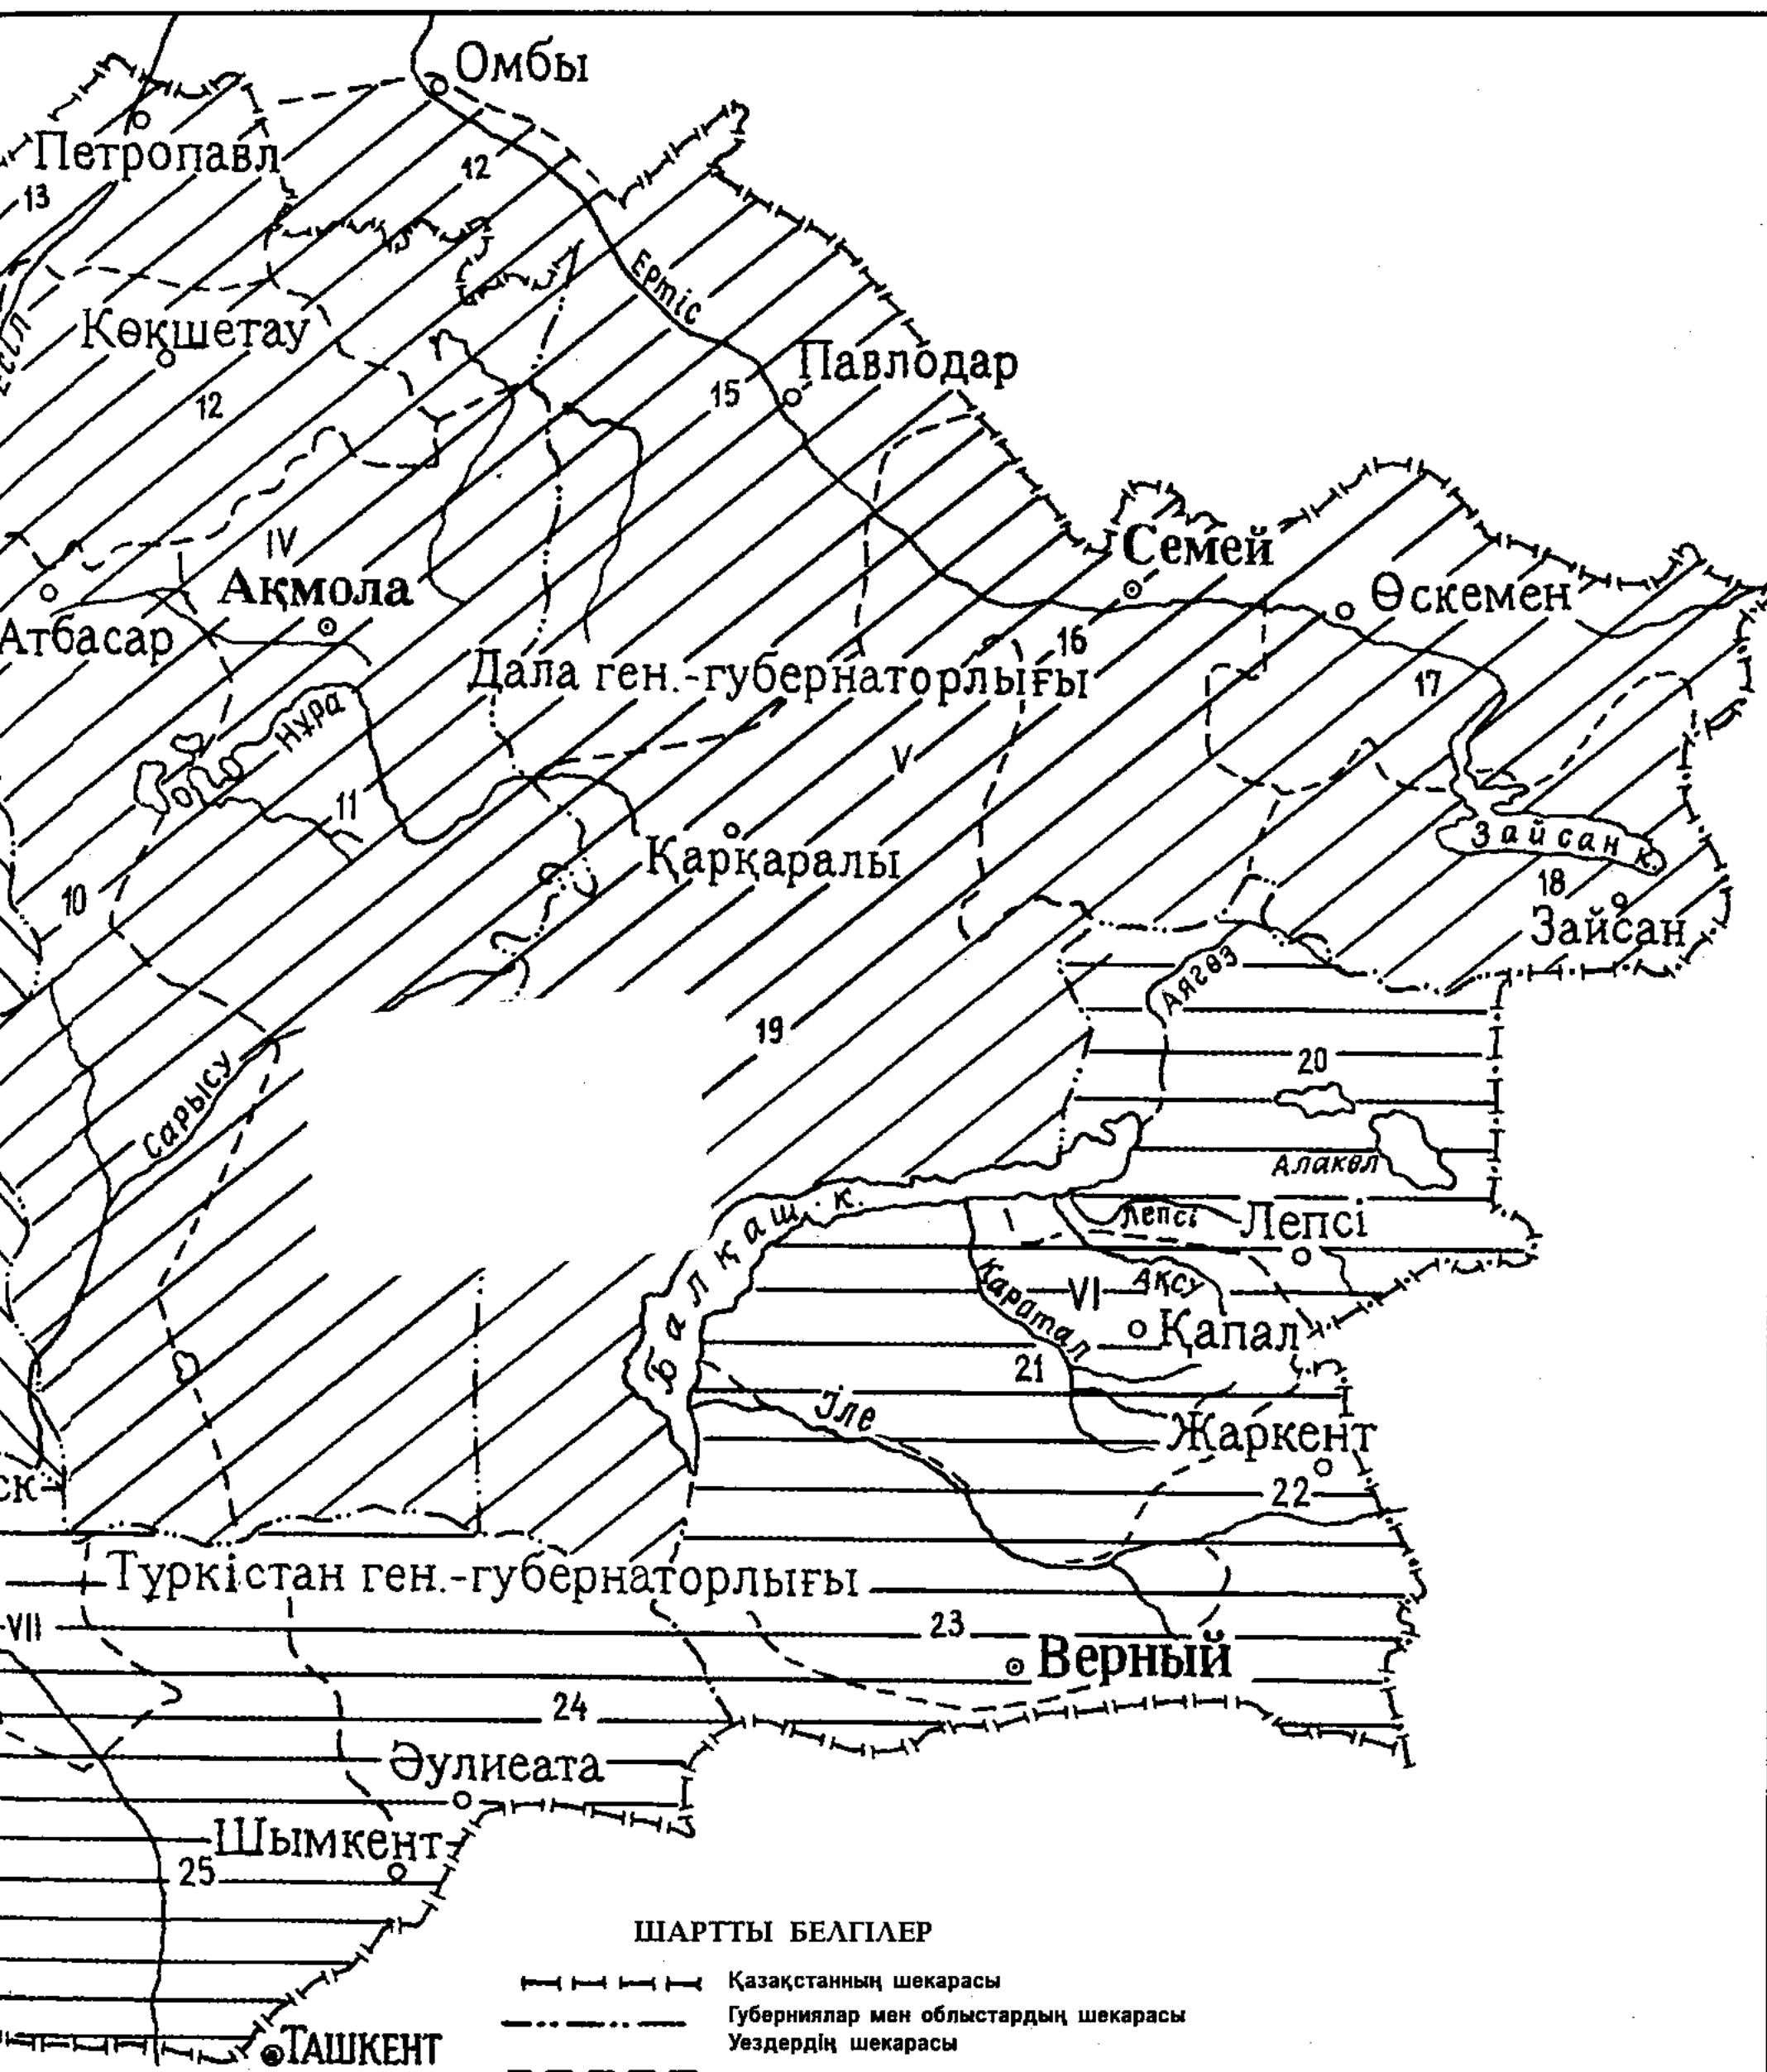 Омбы
Петропавл
13
12
Ертіс
Есіл
Көкшетау
12
15
Павлодар
IV
Ақмола
Атбасар
Семей
Өскемен
16
Дала ген.-губернаторлығы
17
Нұра
V
11
Қарқаралы
Зайсан к.
18
Зайсан
10
Аягөз
19
20
Сарысу
Алакөл
Балқаш к.
Лепсі
Лепсі
Қаратал
VI
Ақсу
Қапал
21
Іле
Жаркент
ск
22
Түркістан ген.-губернаторлығы
VII
23
Верный
24
Әулиеата
Шымкент
25
ШАРТТЫ БЕЛГІЛЕР
Қазақстанның шекарасы
Губерниялар мен облыстардың шекарасы
Уездердің шекарасы
ТАШКЕНТ